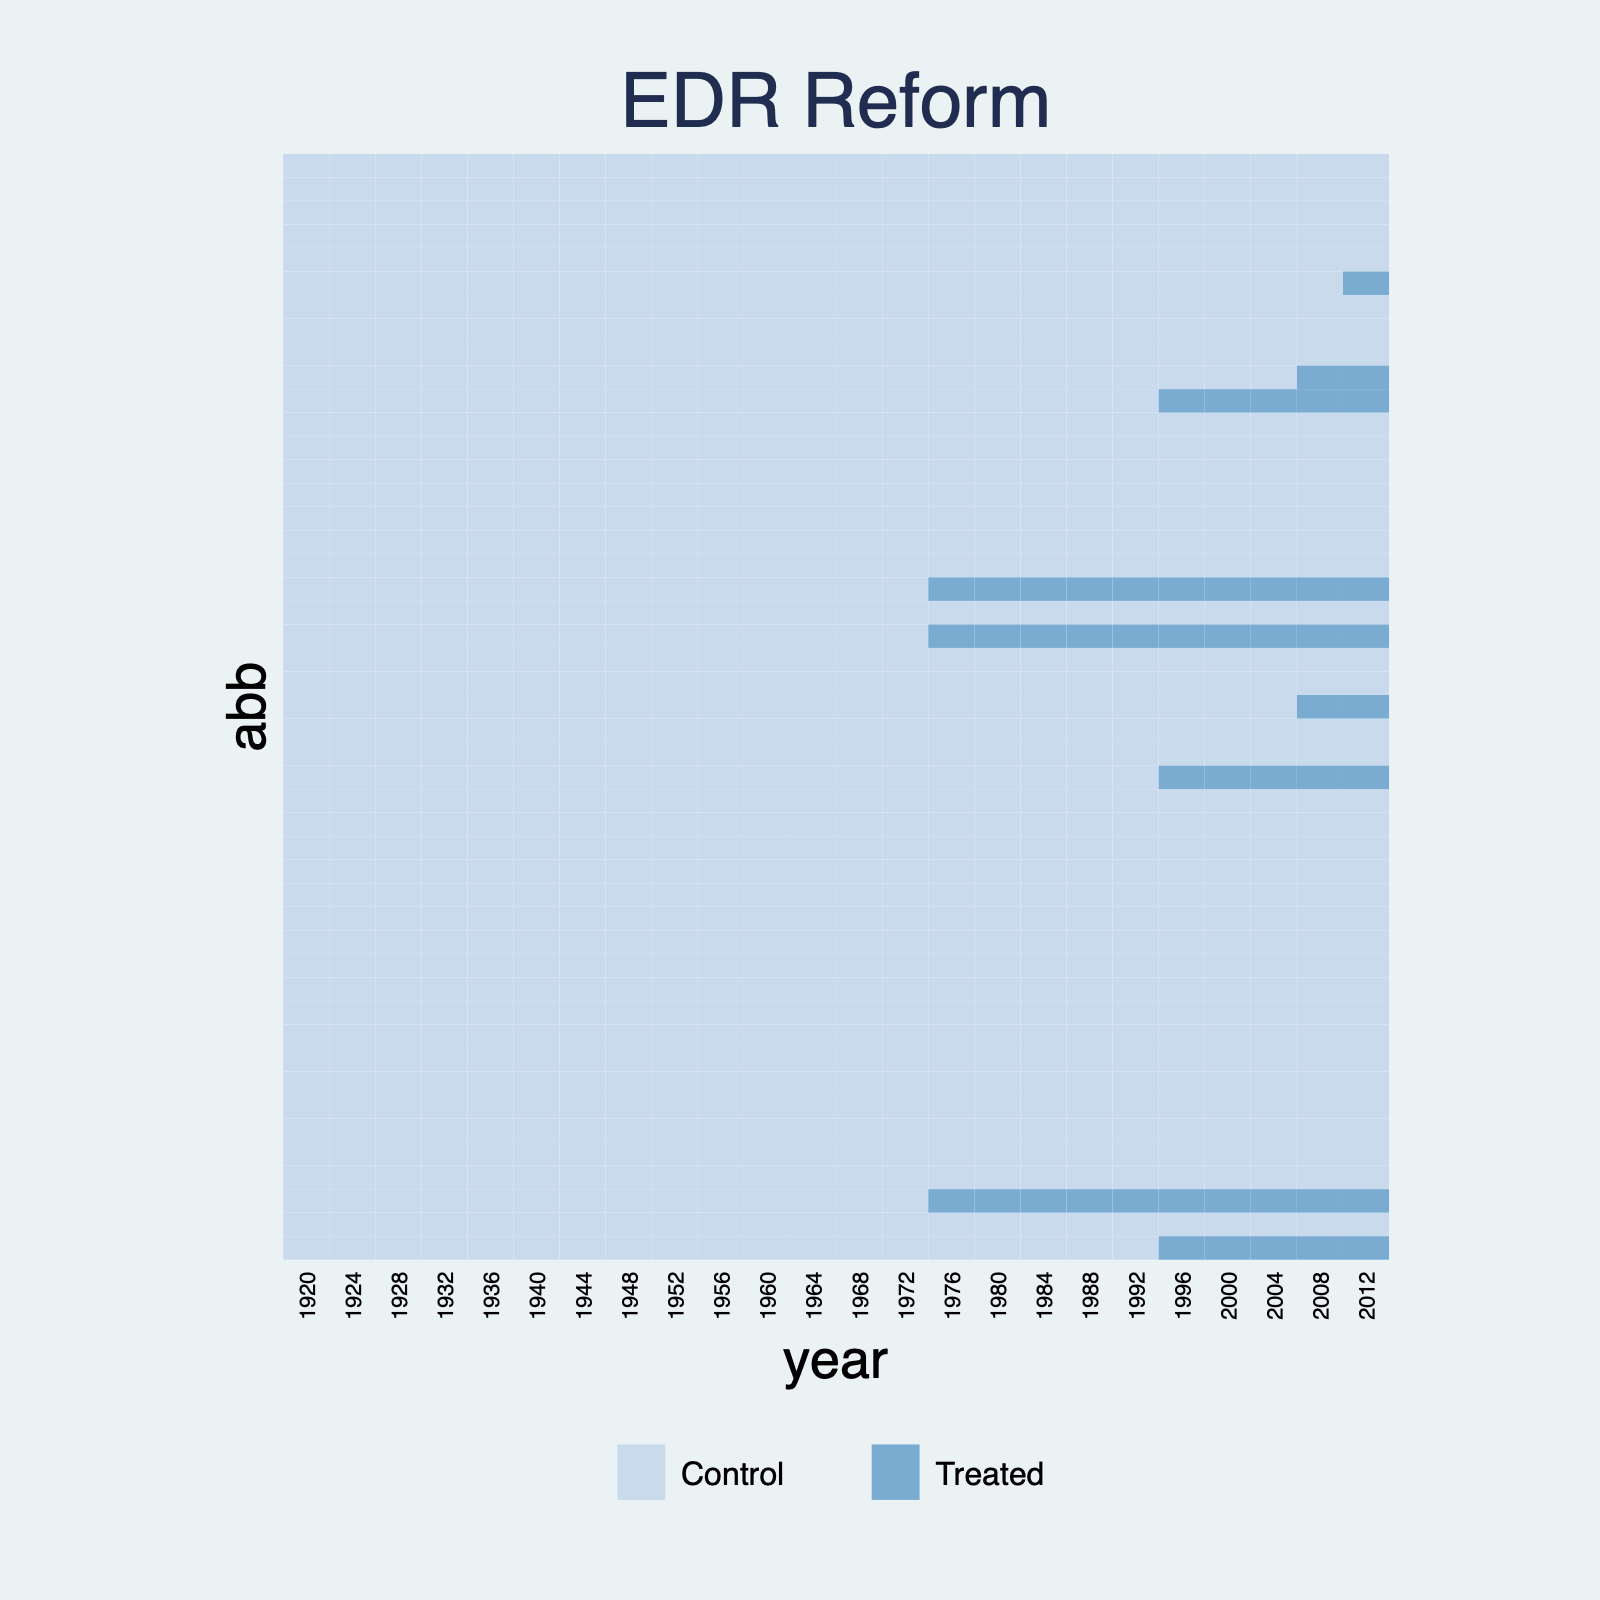 EDR Reform
abb
1920 1924 1928 1932 1936 1940 1944 1948 1952 1956 1960 1964 1968 1972 1976 1980 1984 1988 1992 1996 2000 2004 2008 2012
year
Control Treated